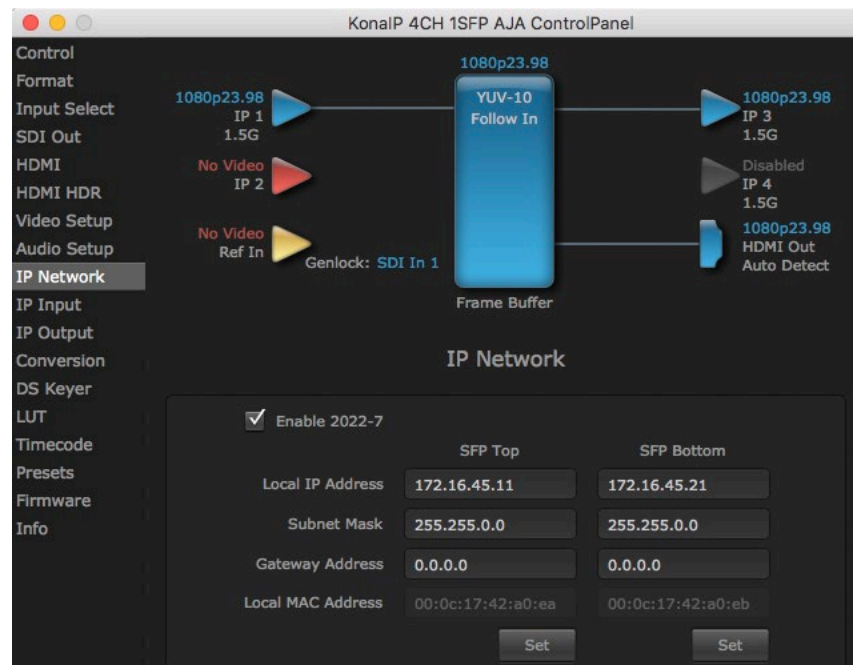 KonaIP 4CH 1SFP AJA ControlPanel
Control
Format
Input Select
SDI Out
HDMI
HDMI HDR
Video Setup
Audio Setup
IP Network
IP Input
IP Output
Conversion
DS Keyer
LUT
Timecode
Presets
Firmware
Info
1080p23.98
IP 1
1.5G
No Video
IP 2
No Video
Ref In
Genlock: SDI In 1
1080p23.98
YUV-10
Follow In
Frame Buffer
1080p23.98
IP 3
1.5G
Disabled
IP 4
1.5G
1080p23.98
HDMI Out
Auto Detect
IP Network
Enable 2022-7
SFP Top SFP Bottom
Local IP Address 172.16.45.11 172.16.45.21
Subnet Mask 255.255.0.0 255.255.0.0
Gateway Address 0.0.0.0 0.0.0.0
Local MAC Address 00:0c:17:42:a0:ea 00:0c:17:42:a0:eb
Set Set